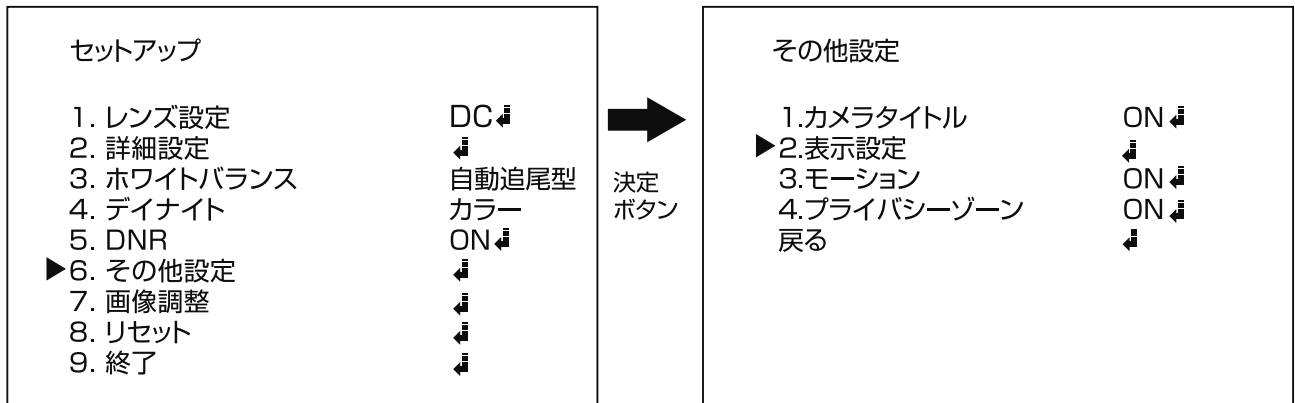 セットアップ
1. レンズ設定 DC↲
2. 詳細設定 ↲
3. ホワイトバランス 自動追尾型
4. デイナイト カラー
5. DNR ON↲
▶6. その他設定 ↲
7. 画像調整 ↲
8. リセット ↲
9. 終了 ↲
決定
ボタン
その他設定
1.カメラタイトル ON↲
▶2.表示設定 ↲
3.モーション ON↲
4.プライバシーゾーン ON↲
戻る ↲